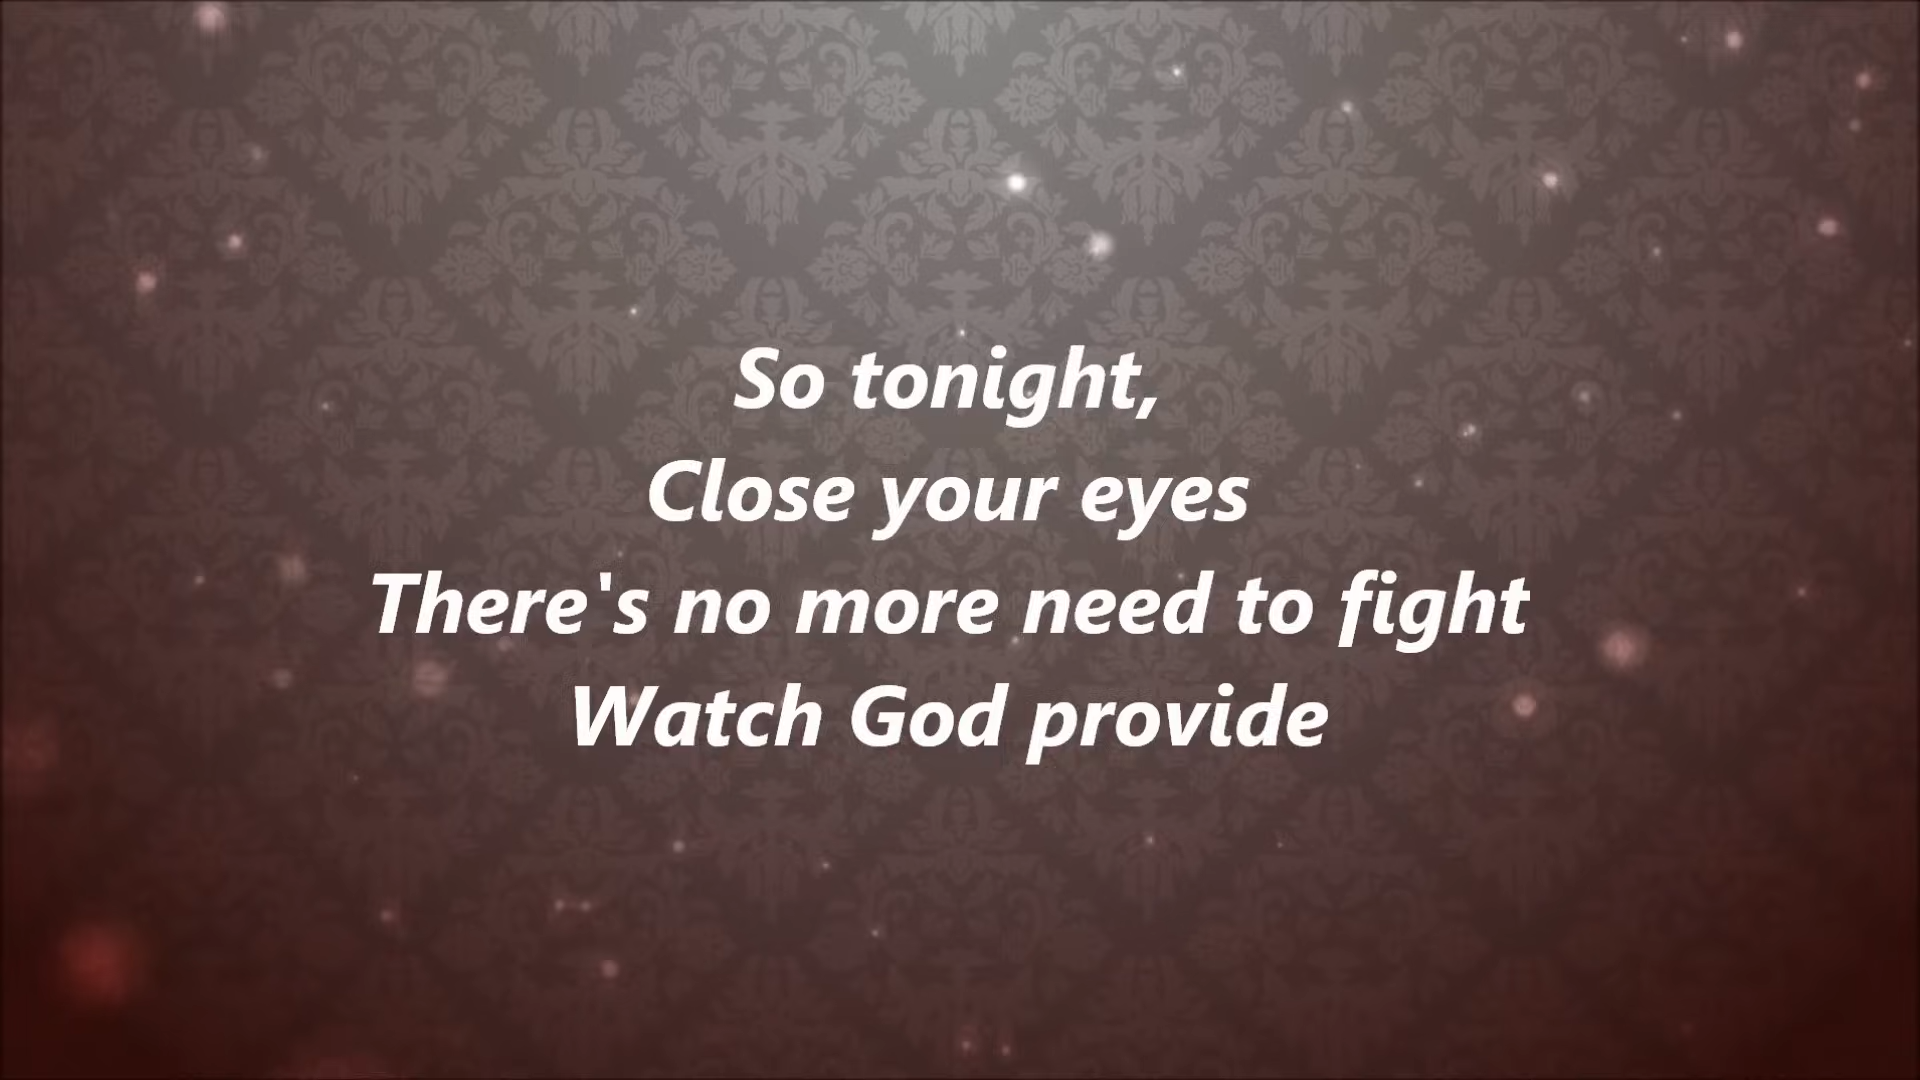 So tonight,
Close your eyes
There's no more need to fight
Watch God provide